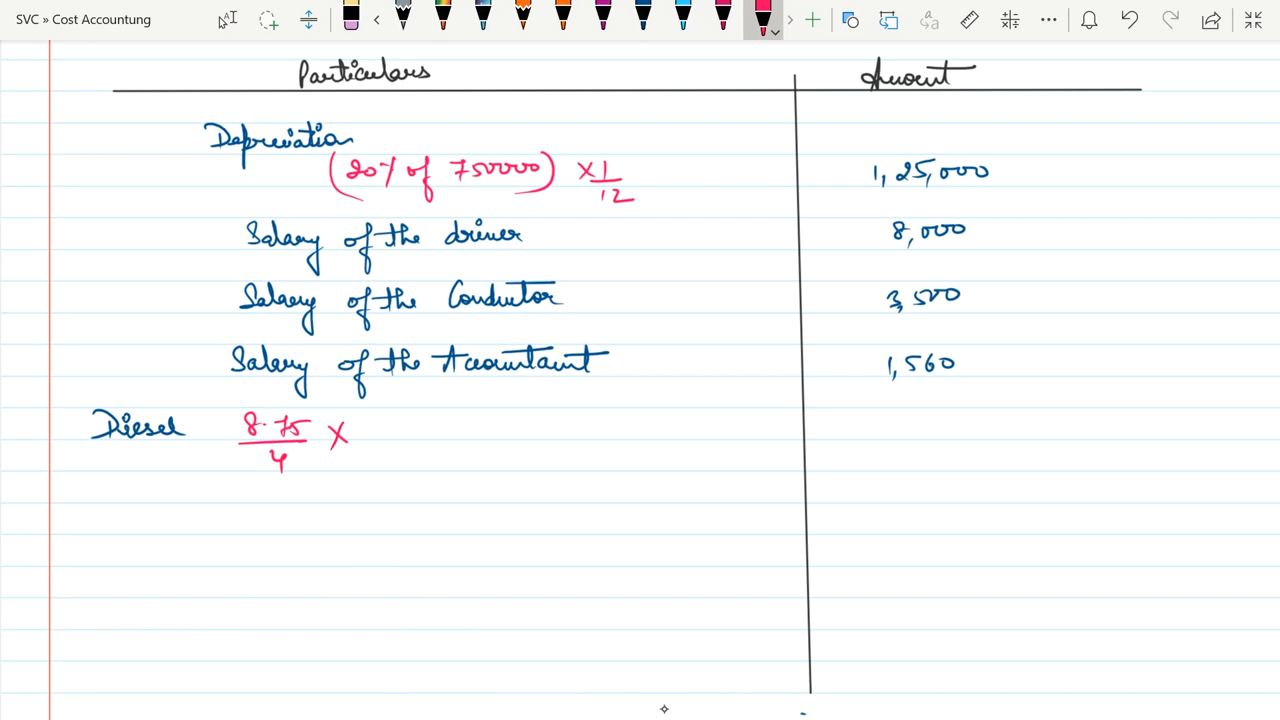 SVC » Cost Accountung
Particulars Amount
Depreciation
(20% of 750000) × 1/12 1,25,000
Salary of the driver 8,000
Salary of the Conductor 3,500
Salary of the Accountant 1,560
Diesel 8.75/4 ×